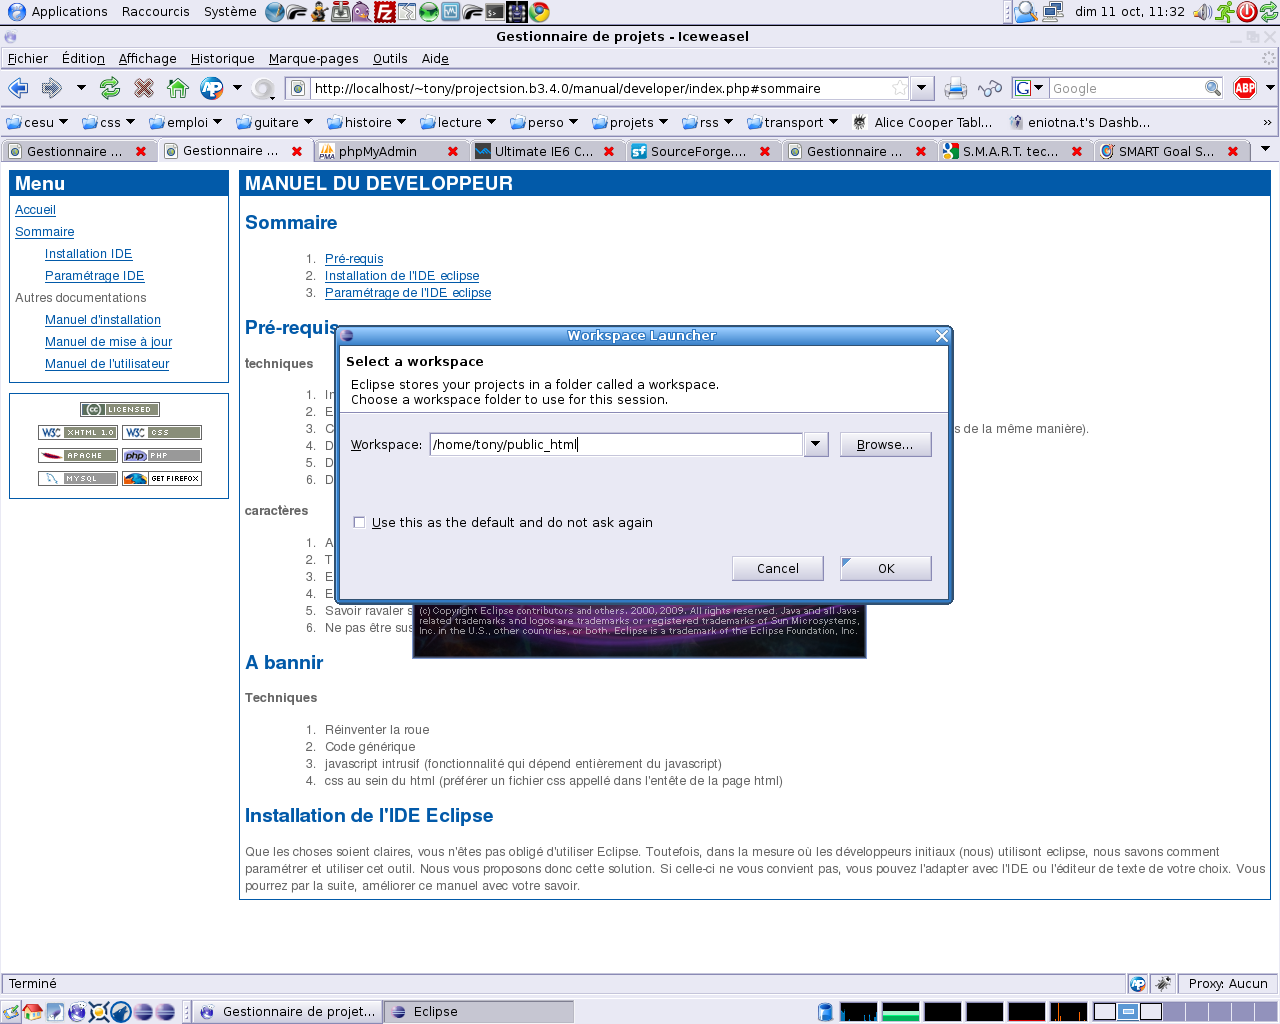 Applications Raccourcis Système dim 11 oct, 11:32
Gestionnaire de projets - Iceweasel
Fichier Édition Affichage Historique Marque-pages Outils Aide
http://localhost/~tony/projectsion.b3.4.0/manual/developer/index.php#sommaire Google ABP
cesu css emploi guitare histoire lecture perso projets rss transport Alice Cooper Tabl... eniotna.t's Dashb... »
Gestionnaire ... Gestionnaire ... phpMyAdmin Ultimate IE6 C... SourceForge.... Gestionnaire ... S.M.A.R.T. tec... SMART Goal S...
Menu
Accueil
Sommaire
Installation IDE
Paramétrage IDE
Autres documentations
Manuel d'installation
Manuel de mise à jour
Manuel de l'utilisateur
LICENSED
W3C XHTML 1.0 W3C CSS
APACHE php PHP
MYSQL GET FIREFOX
MANUEL DU DEVELOPPEUR
Sommaire
1. Pré-requis
2. Installation de l'IDE eclipse
3. Paramétrage de l'IDE eclipse
Pré-requis
techniques
1. In
2. E
3. C s de la même manière).
4. D
5. D
6. D
caractères
1. A
2. T
3. E
4. E
5. Savoir ravaler s
6. Ne pas être sus
Workspace Launcher
Select a workspace
Eclipse stores your projects in a folder called a workspace.
Choose a workspace folder to use for this session.
Workspace: /home/tony/public_html Browse...
Use this as the default and do not ask again
Cancel OK
(c) Copyright Eclipse contributors and others. 2000, 2009. All rights reserved. Java and all Java-
related trademarks and logos are trademarks or registered trademarks of Sun Microsystems,
Inc. in the U.S., other countries, or both. Eclipse is a trademark of the Eclipse Foundation, Inc.
A bannir
Techniques
1. Réinventer la roue
2. Code générique
3. javascript intrusif (fonctionnalité qui dépend entièrement du javascript)
4. css au sein du html (préférer un fichier css appellé dans l'entête de la page html)
Installation de l'IDE Eclipse
Que les choses soient claires, vous n'êtes pas obligé d'utiliser Eclipse. Toutefois, dans la mesure où les développeurs initiaux (nous) utilisont eclipse, nous savons comment
paramétrer et utiliser cet outil. Nous vous proposons donc cette solution. Si celle-ci ne vous convient pas, vous pouvez l'adapter avec l'IDE ou l'éditeur de texte de votre choix. Vous
pourrez par la suite, améliorer ce manuel avec votre savoir.
Terminé Proxy: Aucun
Gestionnaire de projet... Eclipse